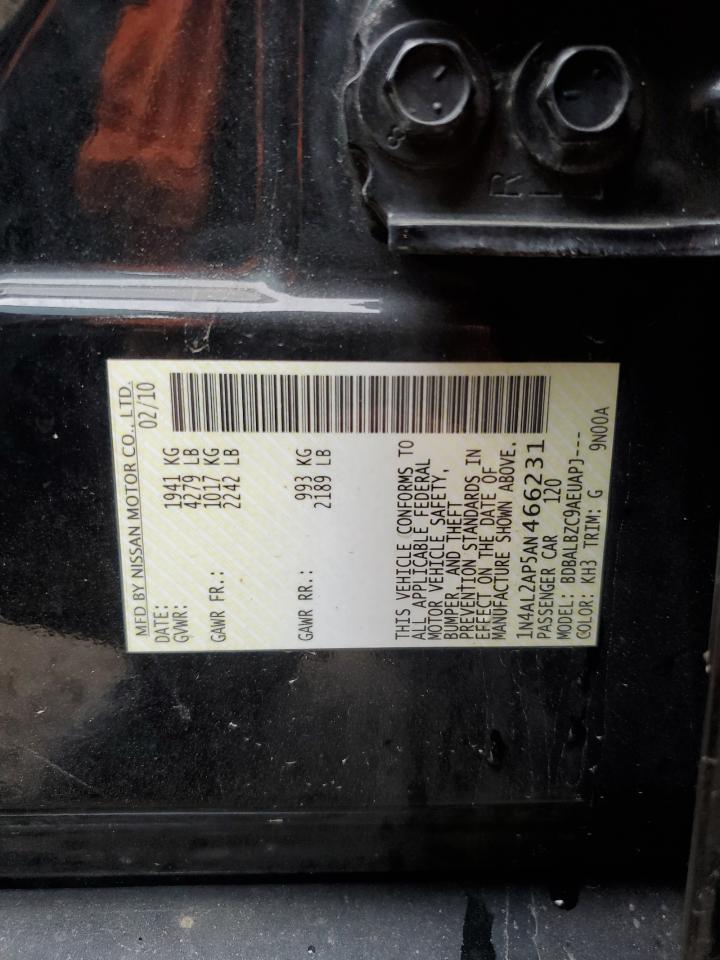 MFD BY NISSAN MOTOR CO., LTD.
DATE: 02/10
GVWR: 1941 KG
4279 LB
GAWR FR.: 1017 KG
2242 LB
GAWR RR.: 993 KG
2189 LB
THIS VEHICLE CONFORMS TO
ALL APPLICABLE FEDERAL
MOTOR VEHICLE SAFETY,
BUMPER, AND THEFT
PREVENTION STANDARDS IN
EFFECT ON THE DATE OF
MANUFACTURE SHOWN ABOVE.
1N4AL2AP5AN466231
PASSENGER CAR 120
MODEL: BDBALBZC9AEUAPJ---
COLOR: KH3 TRIM: G 9N00A
8
R